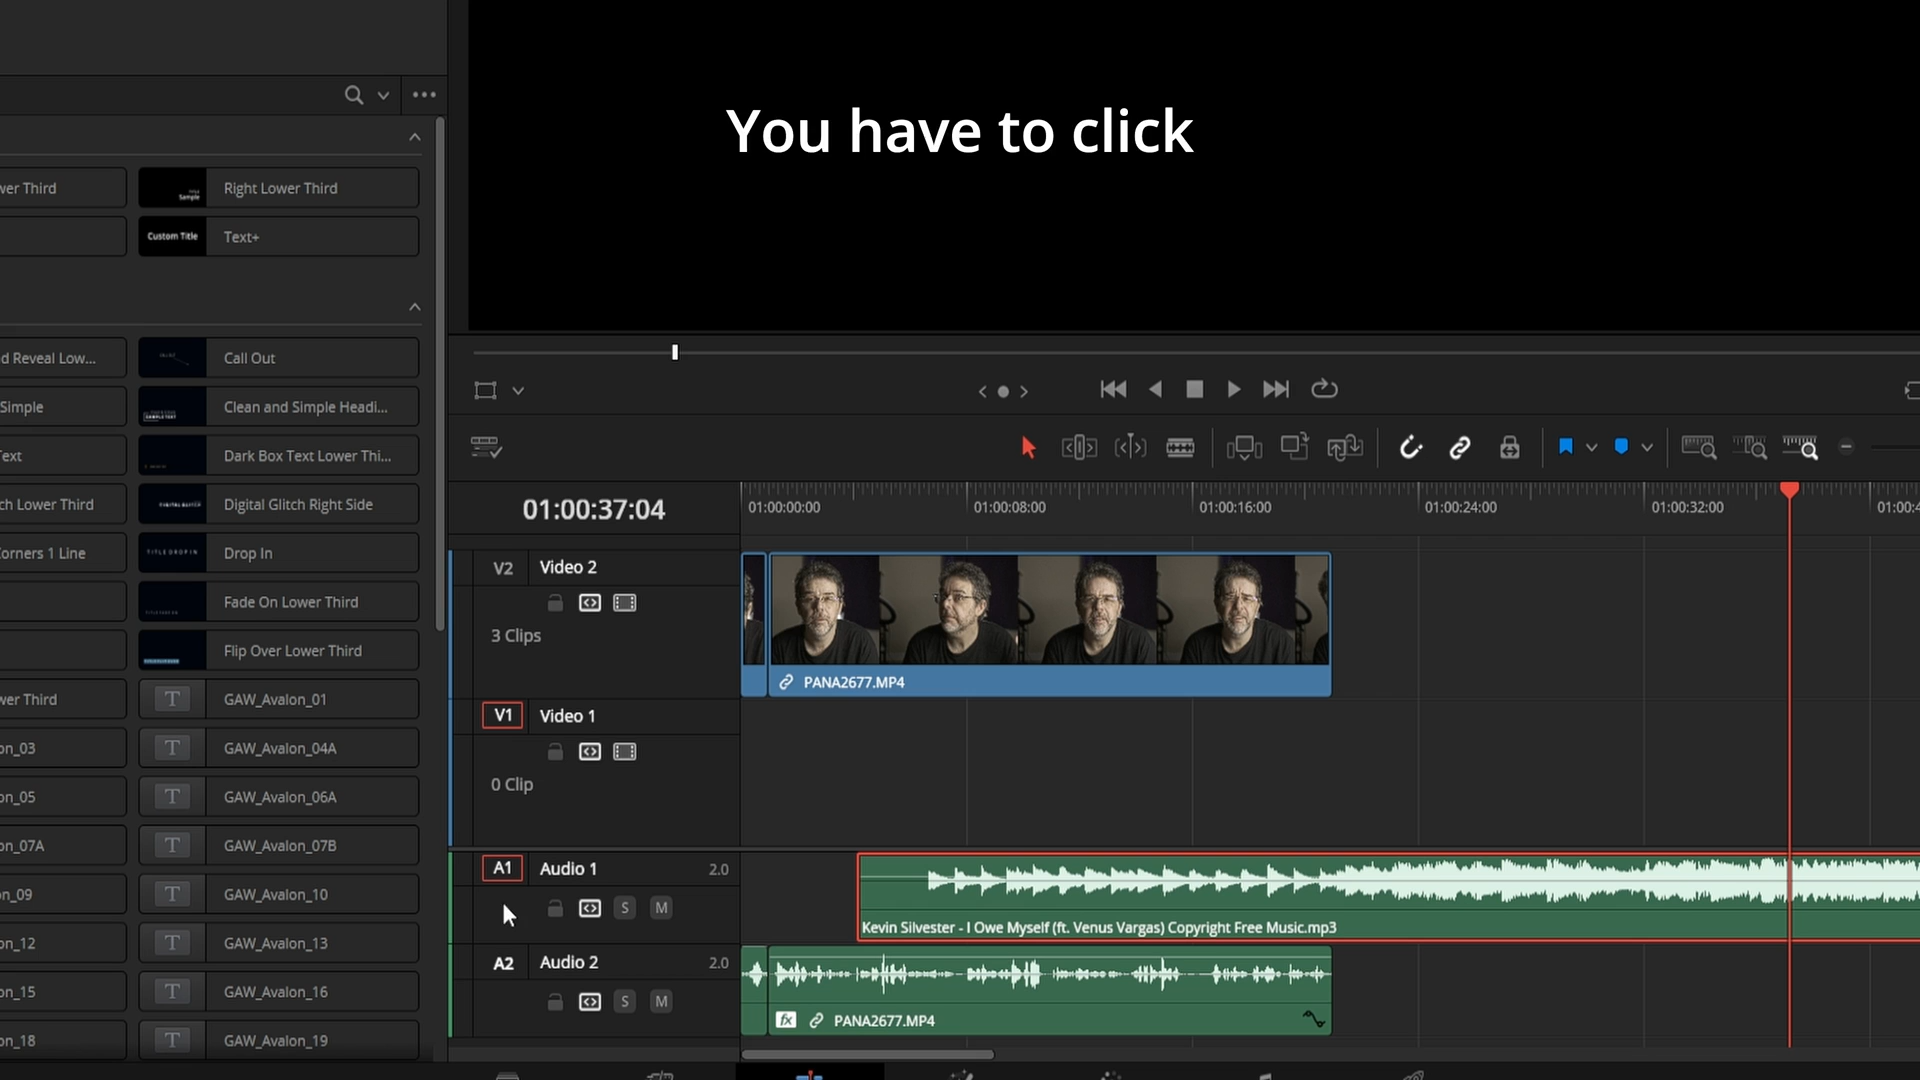 You have to click
wer Third
Right Lower Third
Custom Title
Text+
d Reveal Low...
Call Out
Simple
Clean and Simple Headi...
Text
Dark Box Text Lower Thi...
ch Lower Third
Digital Glitch Right Side
orners 1 Line
TITLE DROP IN
Drop In
Fade On Lower Third
Flip Over Lower Third
wer Third
T
GAW_Avalon_01
on_03
T
GAW_Avalon_04A
on_05
T
GAW_Avalon_06A
on_07A
T
GAW_Avalon_07B
on_09
T
GAW_Avalon_10
on_12
T
GAW_Avalon_13
on_15
T
GAW_Avalon_16
on_18
T
GAW_Avalon_19
01:00:37:04
01:00:00:00
01:00:08:00
01:00:16:00
01:00:24:00
01:00:32:00
01:00:4
V2
Video 2
3 Clips
PANA2677.MP4
V1
Video 1
0 Clip
A1
Audio 1
2.0
S
M
Kevin Silvester - I Owe Myself (ft. Venus Vargas) Copyright Free Music.mp3
A2
Audio 2
2.0
S
M
fx
PANA2677.MP4